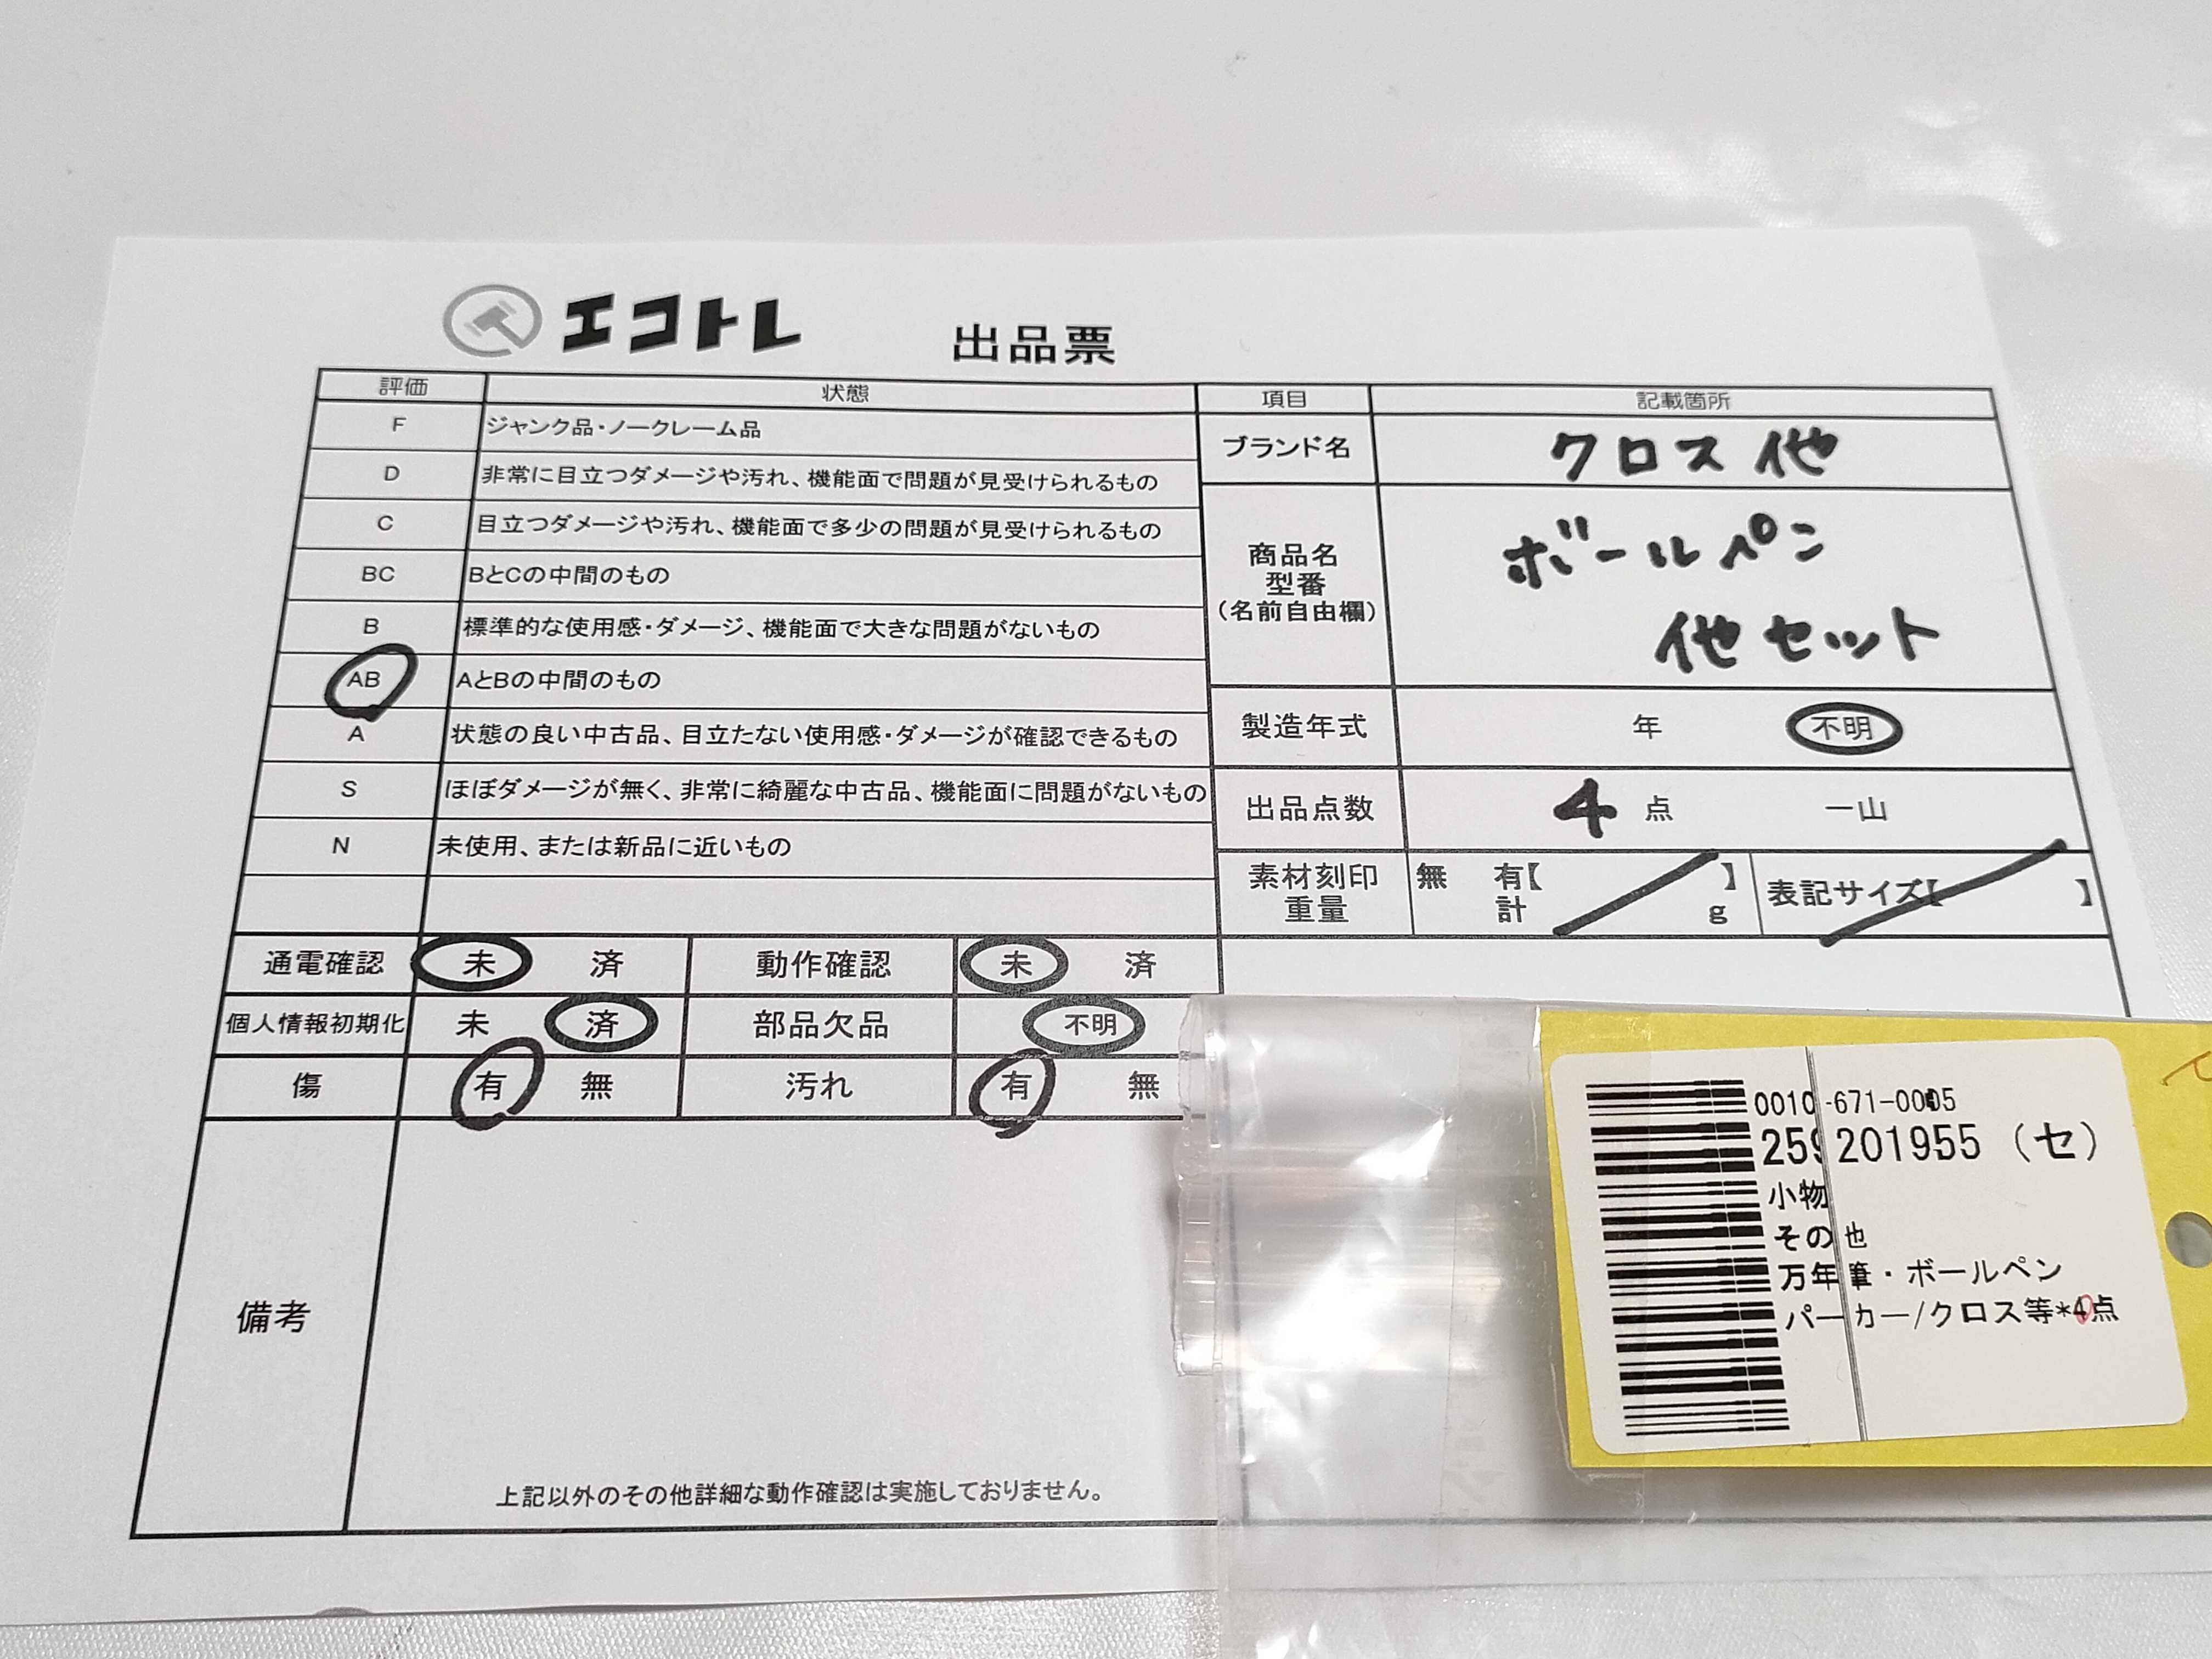 エコトレ 出品票
評価 状態
F ジャンク品・ノークレーム品
D 非常に目立つダメージや汚れ、機能面で問題が見受けられるもの
C 目立つダメージや汚れ、機能面で多少の問題が見受けられるもの
BC BとCの中間のもの
B 標準的な使用感・ダメージ、機能面で大きな問題がないもの
AB AとBの中間のもの
A 状態の良い中古品、目立たない使用感・ダメージが確認できるもの
S ほぼダメージが無く、非常に綺麗な中古品、機能面に問題がないもの
N 未使用、または新品に近いもの
項目 記載箇所
ブランド名 クロス他
商品名
型番
(名前自由欄)
ボールペン
他セット
製造年式 年 不明
出品点数 4 点 一山
素材刻印 無 有【 】
重量 計 g
表記サイズ【 】
通電確認 未 済 動作確認 未 済
個人情報初期化 未 済 部品欠品 不明
傷 有 無 汚れ 有 無
備考
上記以外のその他詳細な動作確認は実施しておりません。
201955 (セ)
小物
その
万年筆・ボールペン
パーカー/クロス等*4点